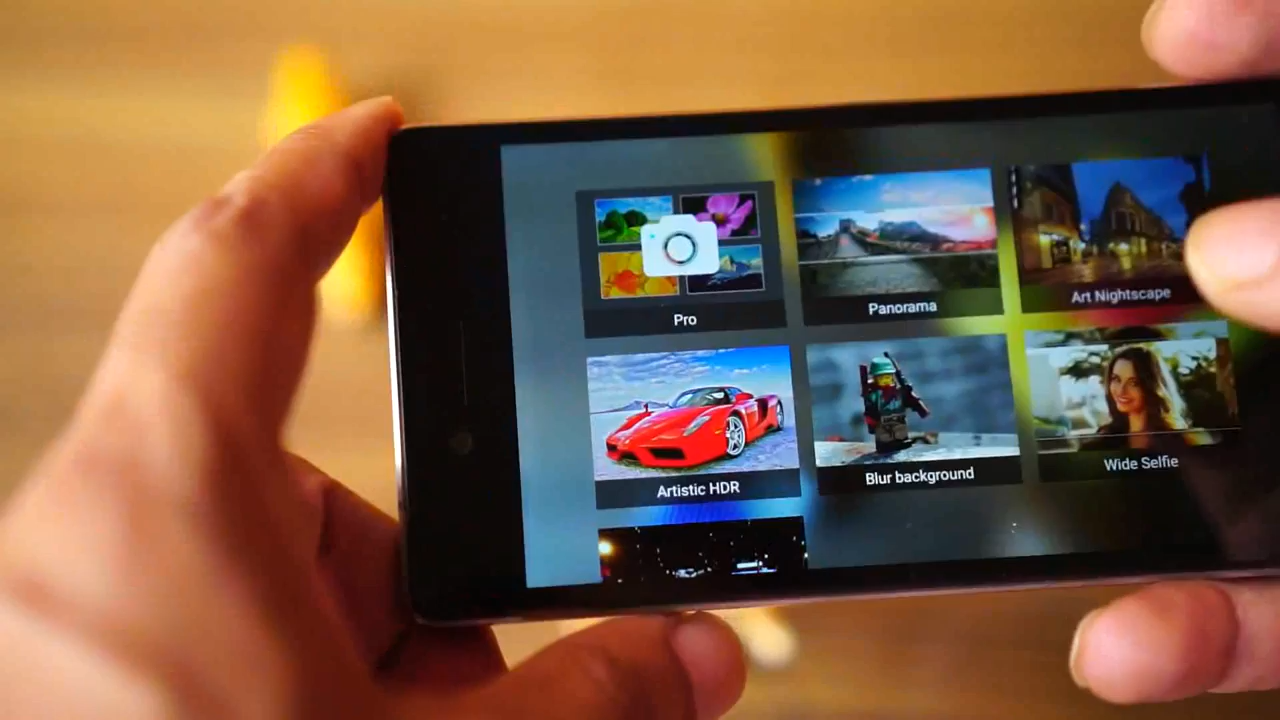 Pro
Panorama
Art Nightscape
Artistic HDR
Blur background
Wide Selfie